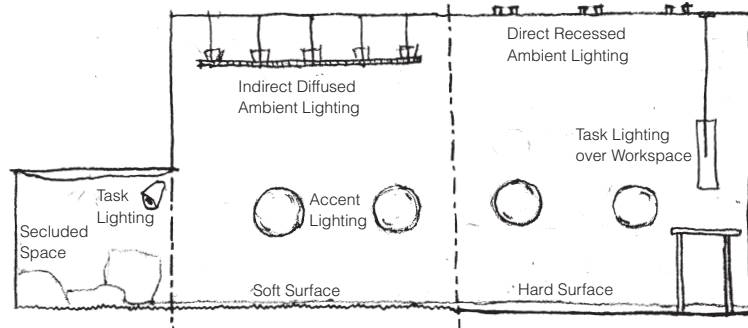 Direct Recessed
Ambient Lighting
Indirect Diffused
Ambient Lighting
Task Lighting
over Workspace
Task
Lighting
Accent
Lighting
Secluded
Space
Soft Surface
Hard Surface